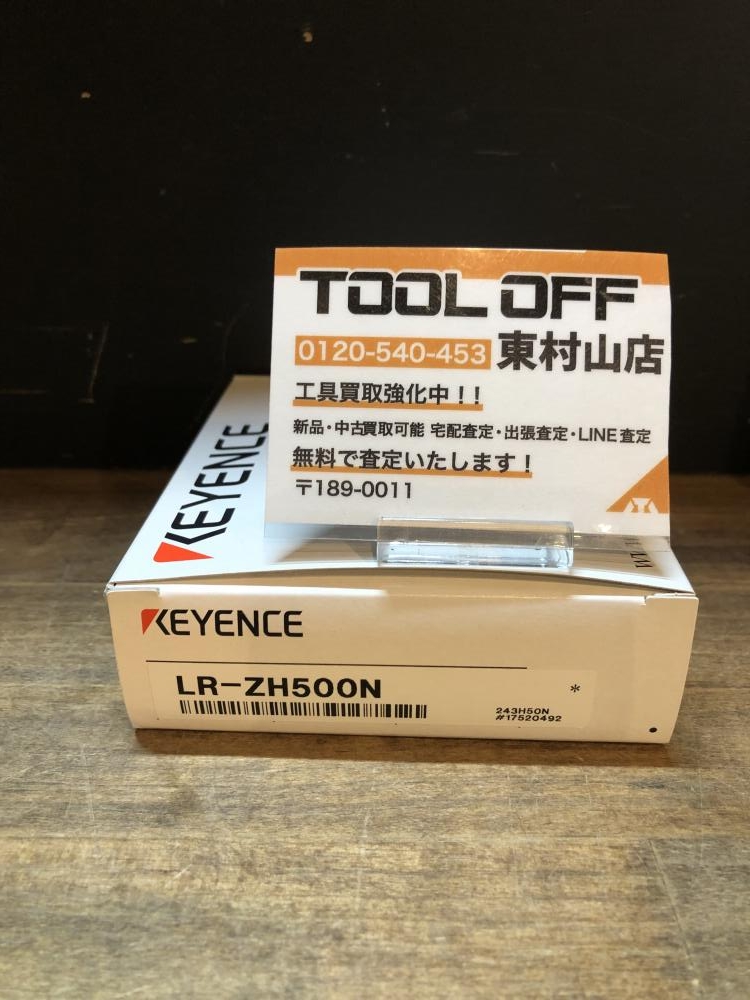 TOOL OFF
0120-540-453 東村山店
工具買取強化中！！
新品・中古買取可能 宅配査定・出張査定・LINE査定
無料で査定いたします！
〒189-0011
KEYENCE
KEYENCE
LR-ZH500N
*
243H50N
#17520492